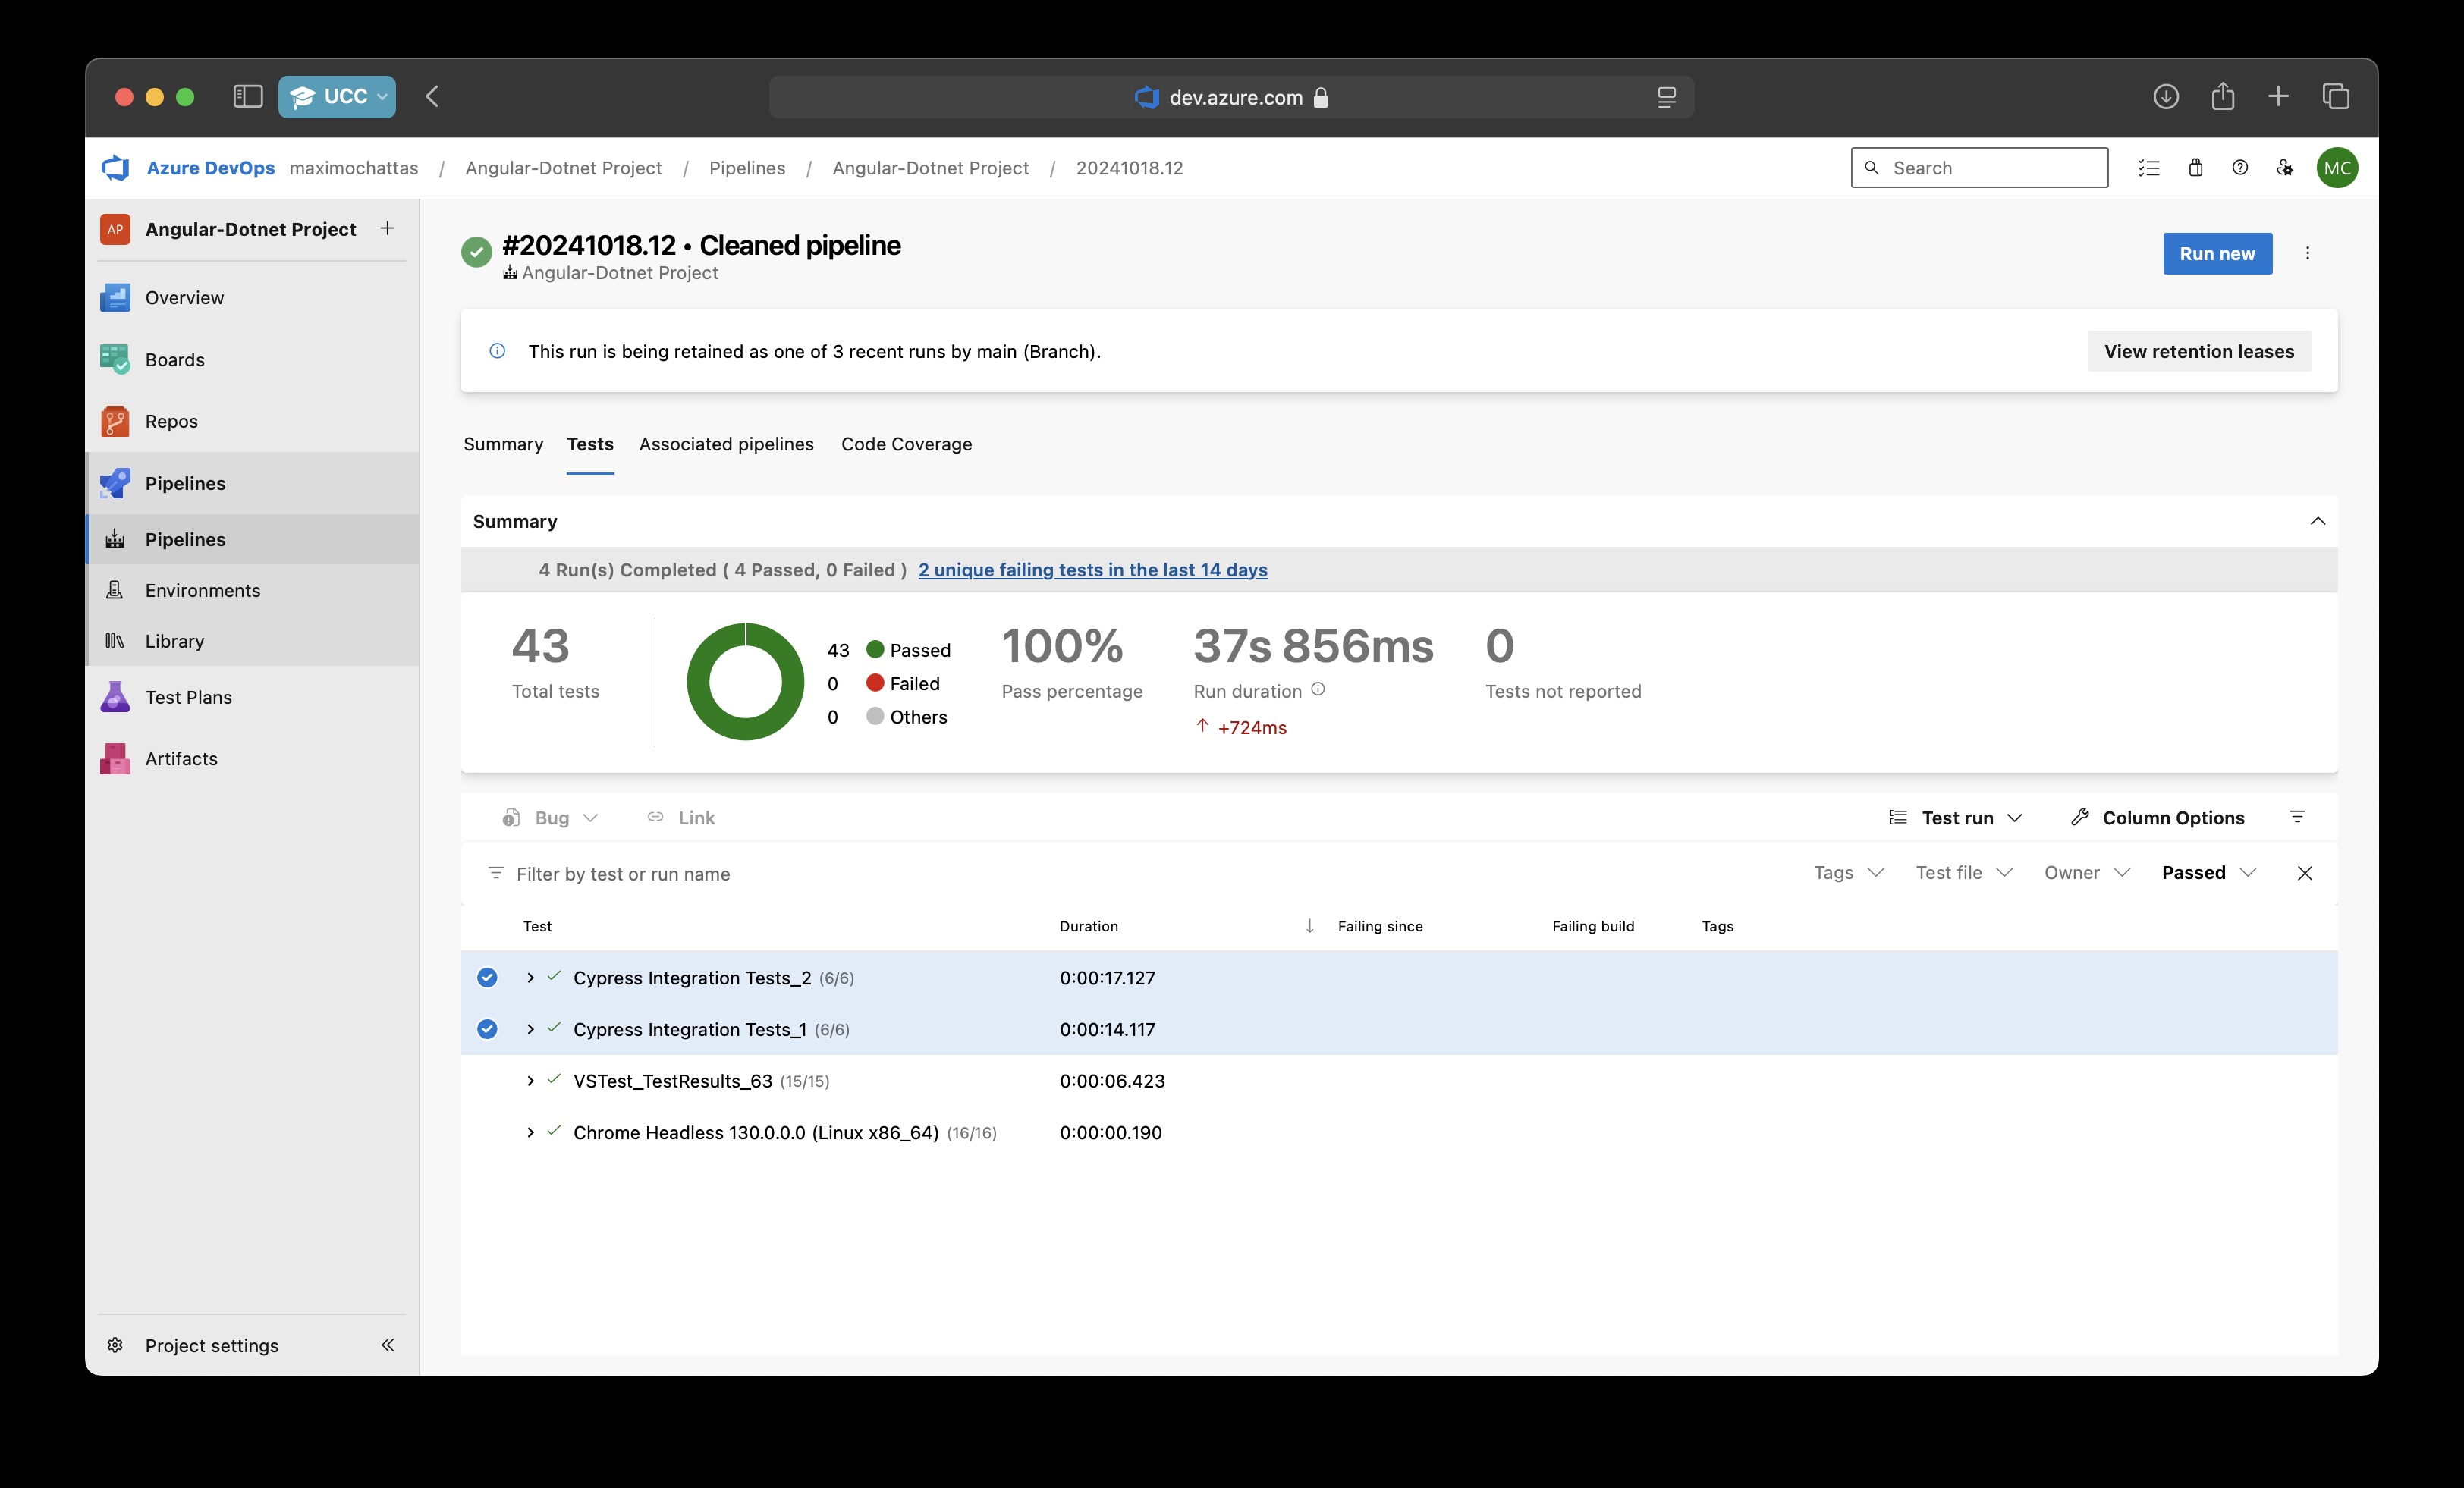 UCC
dev.azure.com
Azure DevOps maximochattas / Angular-Dotnet Project / Pipelines / Angular-Dotnet Project / 20241018.12
Search
MC
AP Angular-Dotnet Project
Overview
Boards
Repos
Pipelines
Pipelines
Environments
Library
Test Plans
Artifacts
Project settings
#20241018.12 • Cleaned pipeline
Angular-Dotnet Project
Run new
This run is being retained as one of 3 recent runs by main (Branch).
View retention leases
Summary Tests Associated pipelines Code Coverage
Summary
4 Run(s) Completed ( 4 Passed, 0 Failed ) 2 unique failing tests in the last 14 days
43
Total tests
43 Passed
0 Failed
0 Others
100%
Pass percentage
37s 856ms
Run duration
+724ms
0
Tests not reported
Bug Link Test run Column Options
Filter by test or run name Tags Test file Owner Passed
Test Duration Failing since Failing build Tags
Cypress Integration Tests_2 (6/6) 0:00:17.127
Cypress Integration Tests_1 (6/6) 0:00:14.117
VSTest_TestResults_63 (15/15) 0:00:06.423
Chrome Headless 130.0.0.0 (Linux x86_64) (16/16) 0:00:00.190